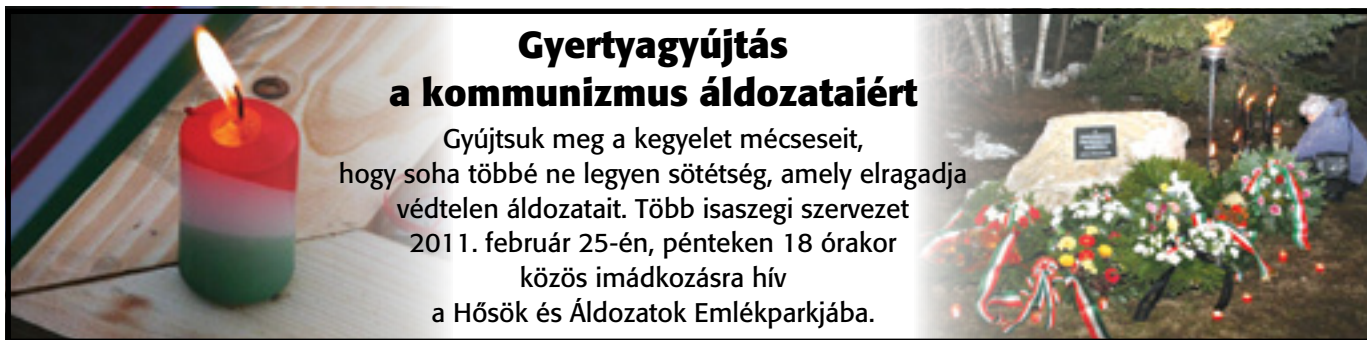 Gyertyagyújtás
a kommunizmus áldozataiért
Gyújtsuk meg a kegyelet mécseseit,
hogy soha többé ne legyen sötétség, amely elragadja
védtelen áldozatait. Több isaszegi szervezet
2011. február 25-én, pénteken 18 órakor
közös imádkozásra hív
a Hősök és Áldozatok Emlékparkjába.